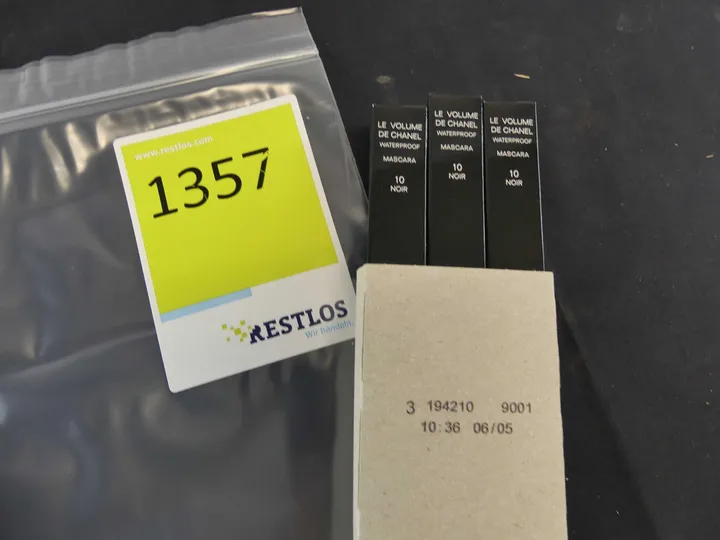 www.restlos.com
1357
RESTLOS
Wir handeln.
LE VOLUME
DE CHANEL
WATERPROOF
MASCARA
10
NOIR
LE VOLUME
DE CHANEL
WATERPROOF
MASCARA
10
NOIR
LE VOLUME
DE CHANEL
WATERPROOF
MASCARA
10
NOIR
3 194210 9001
10:36 06/05